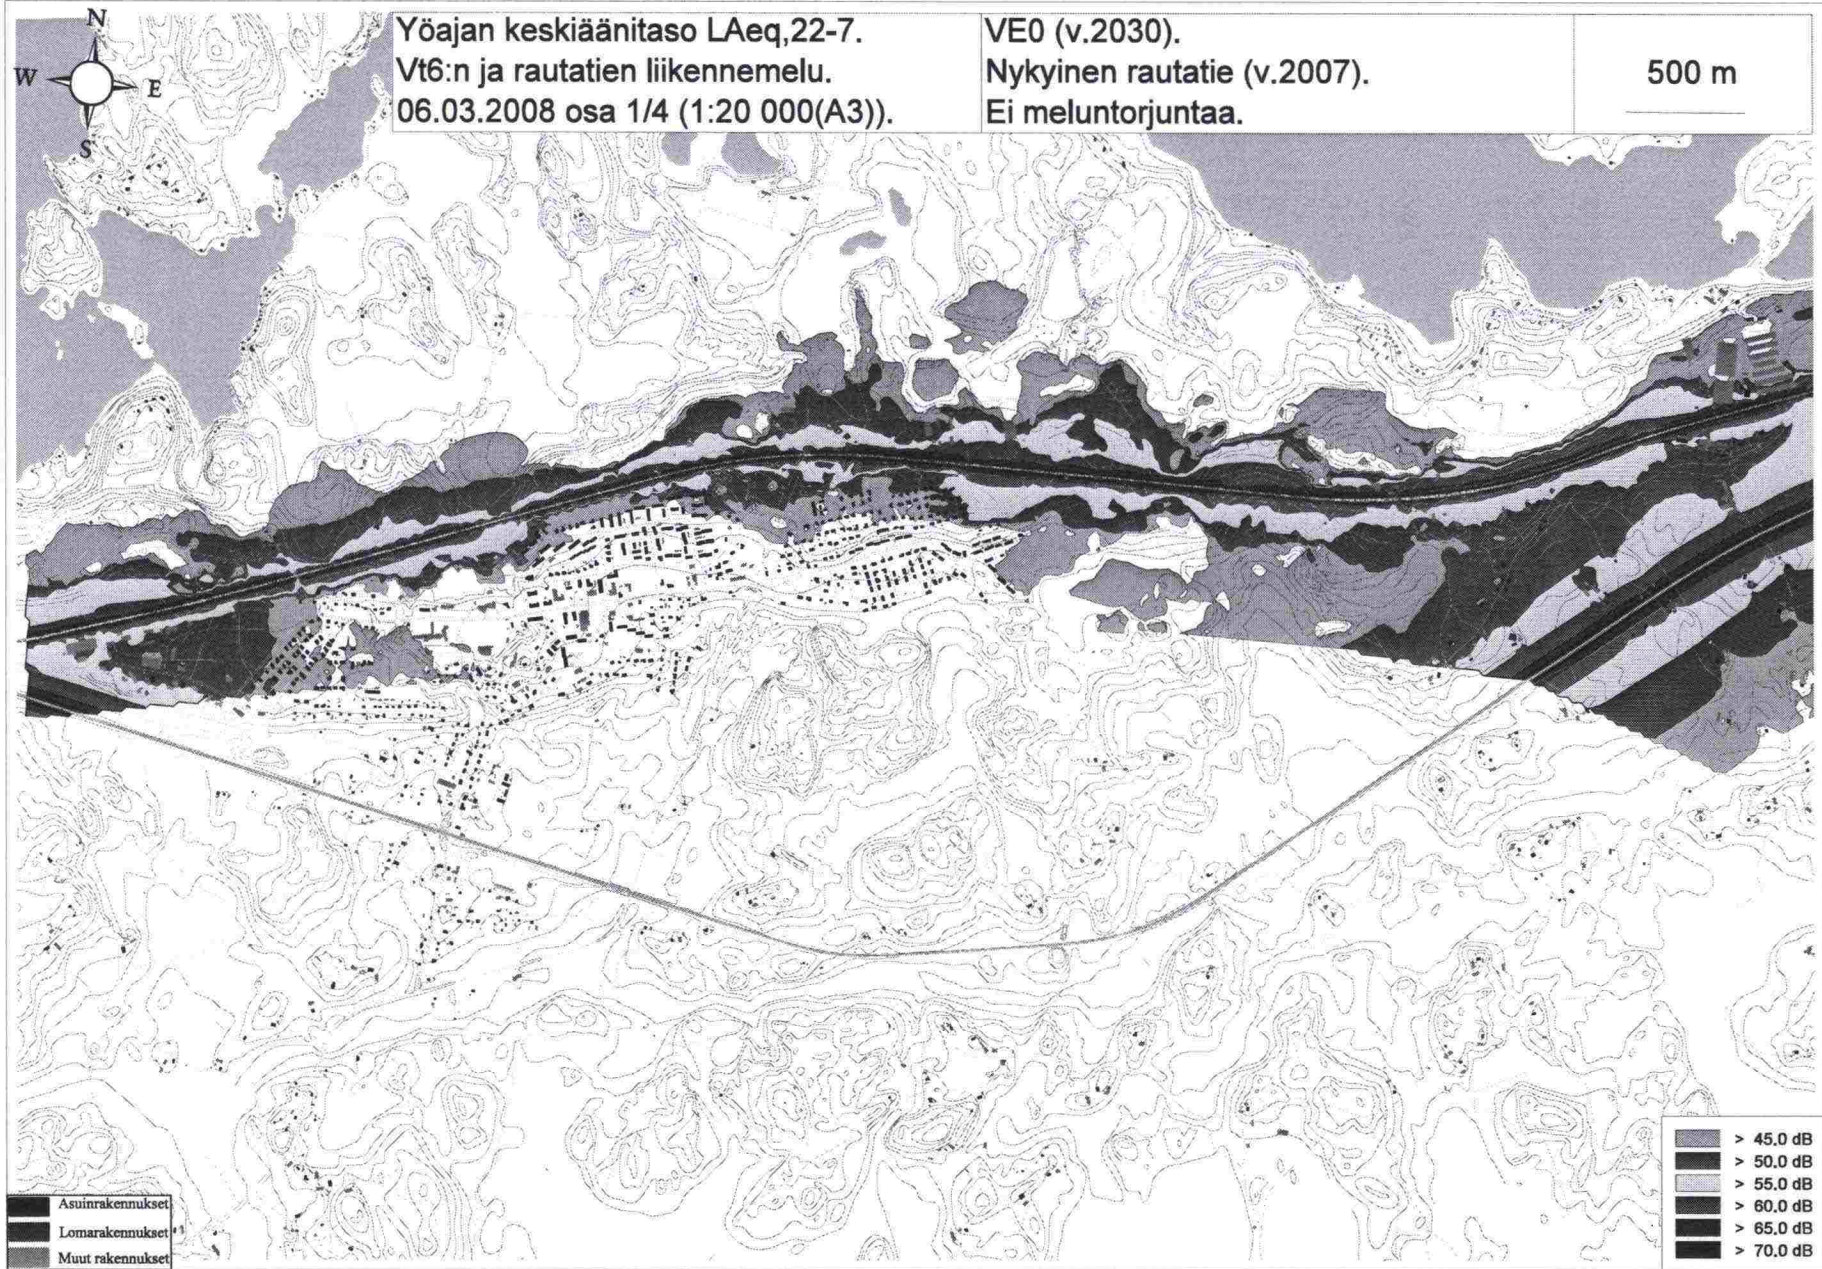 N
W
E
S
Yöajan keskiäänitaso LAeq,22-7.
Vt6:n ja rautatien liikennemelu.
06.03.2008 osa 1/4 (1:20 000(A3)).
VE0 (v.2030).
Nykyinen rautatie (v.2007).
Ei meluntorjuntaa.
500 m
> 45.0 dB
> 50.0 dB
> 55.0 dB
> 60.0 dB
> 65.0 dB
> 70.0 dB
Asuinrakennukset
Lomarakennukset
Muut rakennukset